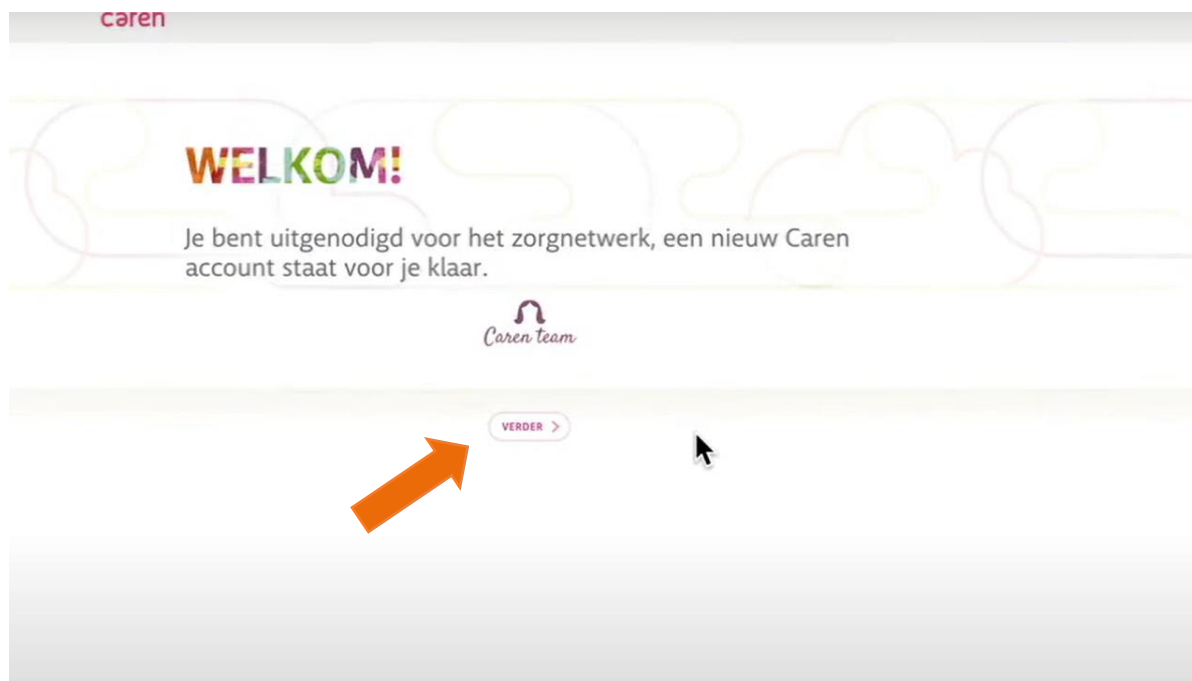 caren
WELKOM!
Je bent uitgenodigd voor het zorgnetwerk, een nieuw Caren
account staat voor je klaar.
Caren team
VERDER >